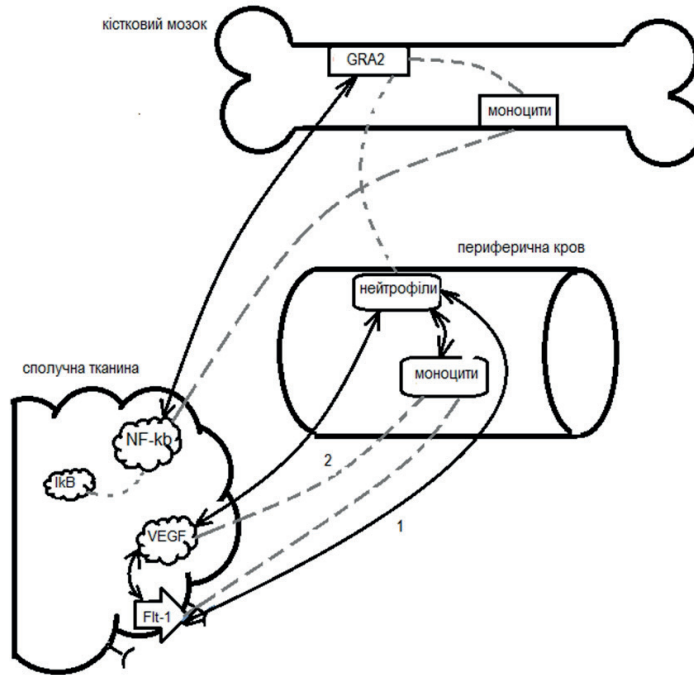 кістковий мозок
GRA2
моноцити
периферична кров
нейтрофіли
сполучна тканина
моноцити
NF-kb
2
IkB
1
VEGF
Flt-1